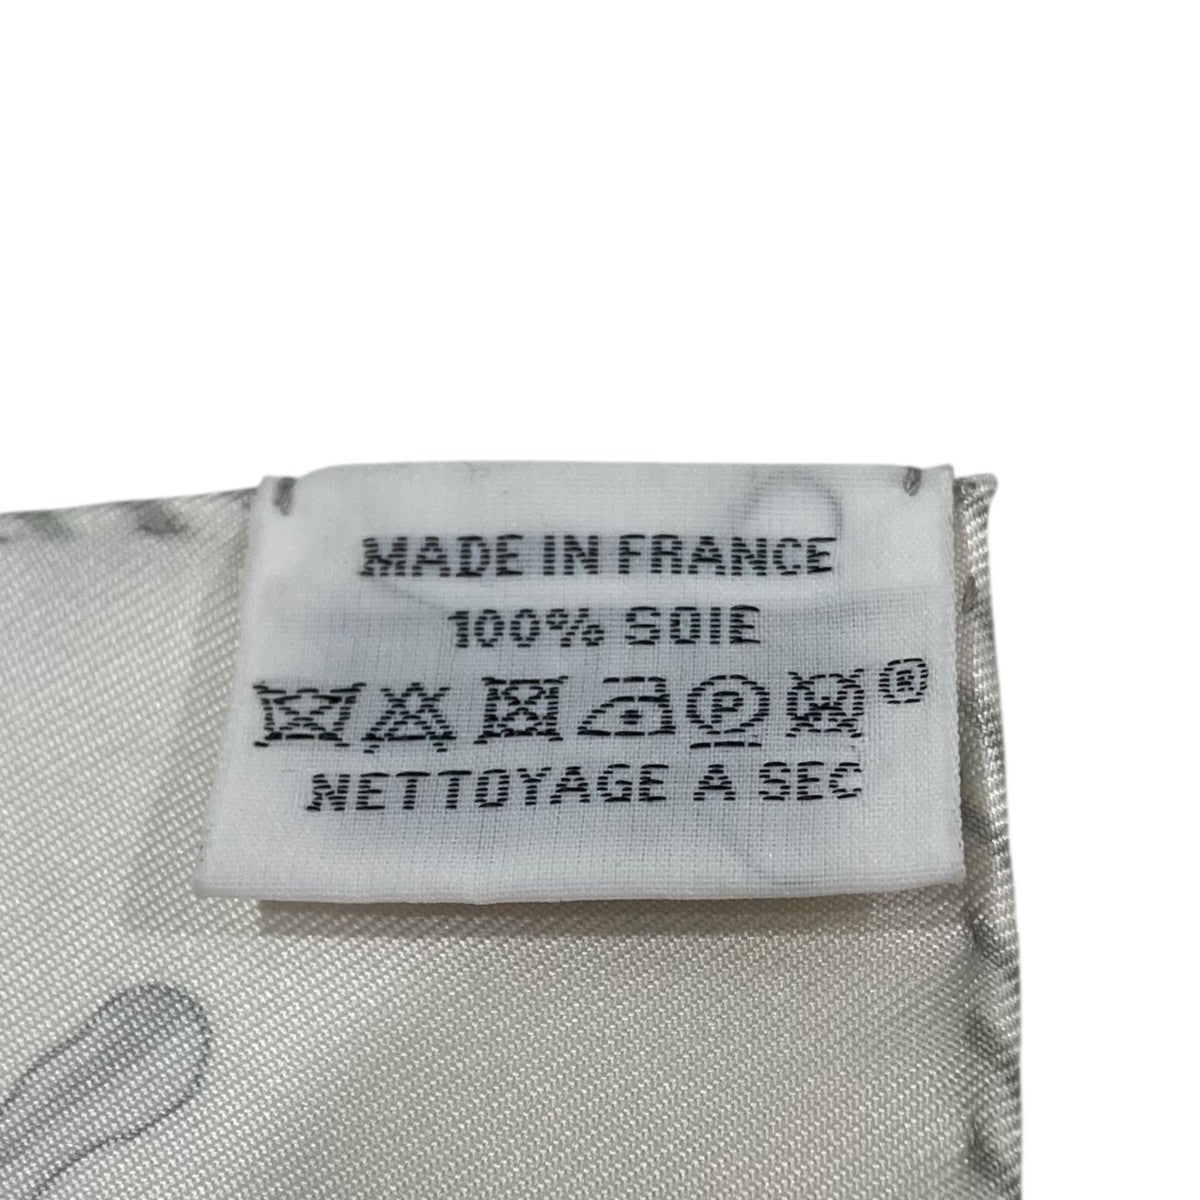 MADE IN FRANCE
100% SOIE
P W ®
NETTOYAGE A SEC